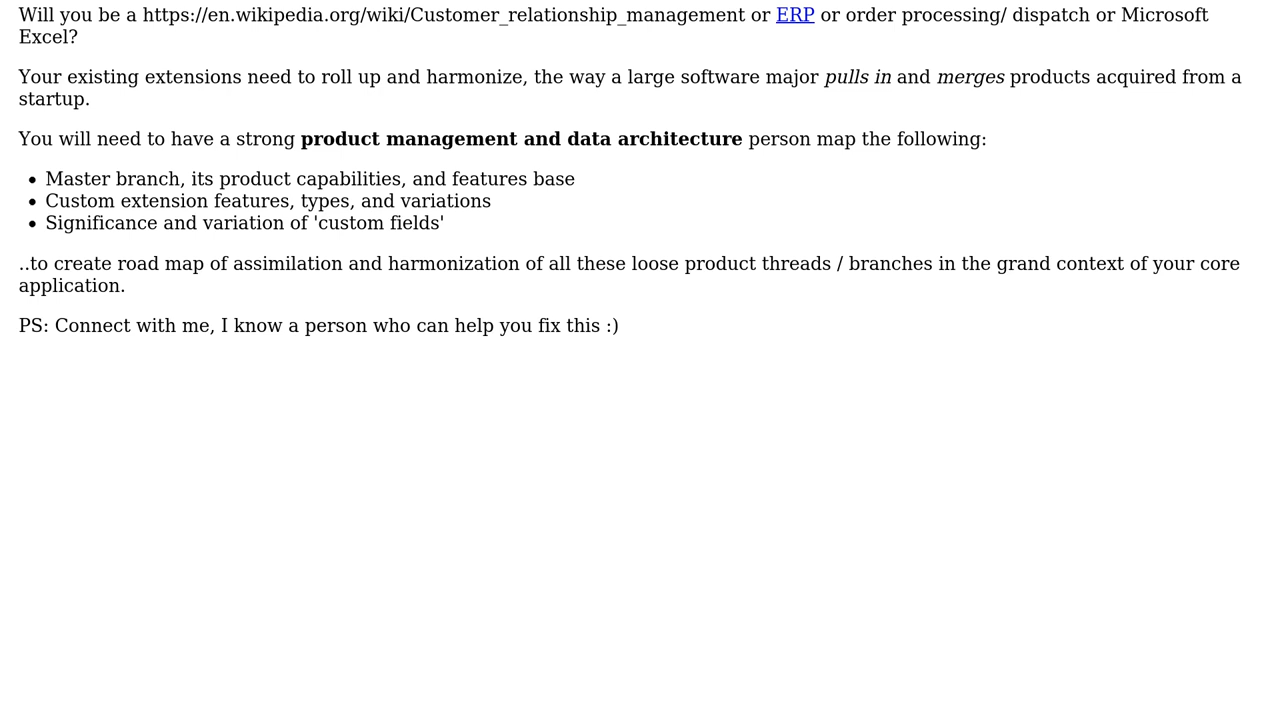 Will you be a https://en.wikipedia.org/wiki/Customer_relationship_management or ERP or order processing/ dispatch or Microsoft
Excel?
Your existing extensions need to roll up and harmonize, the way a large software major pulls in and merges products acquired from a
startup.
You will need to have a strong product management and data architecture person map the following:
• Master branch, its product capabilities, and features base
• Custom extension features, types, and variations
• Significance and variation of 'custom fields'
..to create road map of assimilation and harmonization of all these loose product threads / branches in the grand context of your core
application.
PS: Connect with me, I know a person who can help you fix this :)